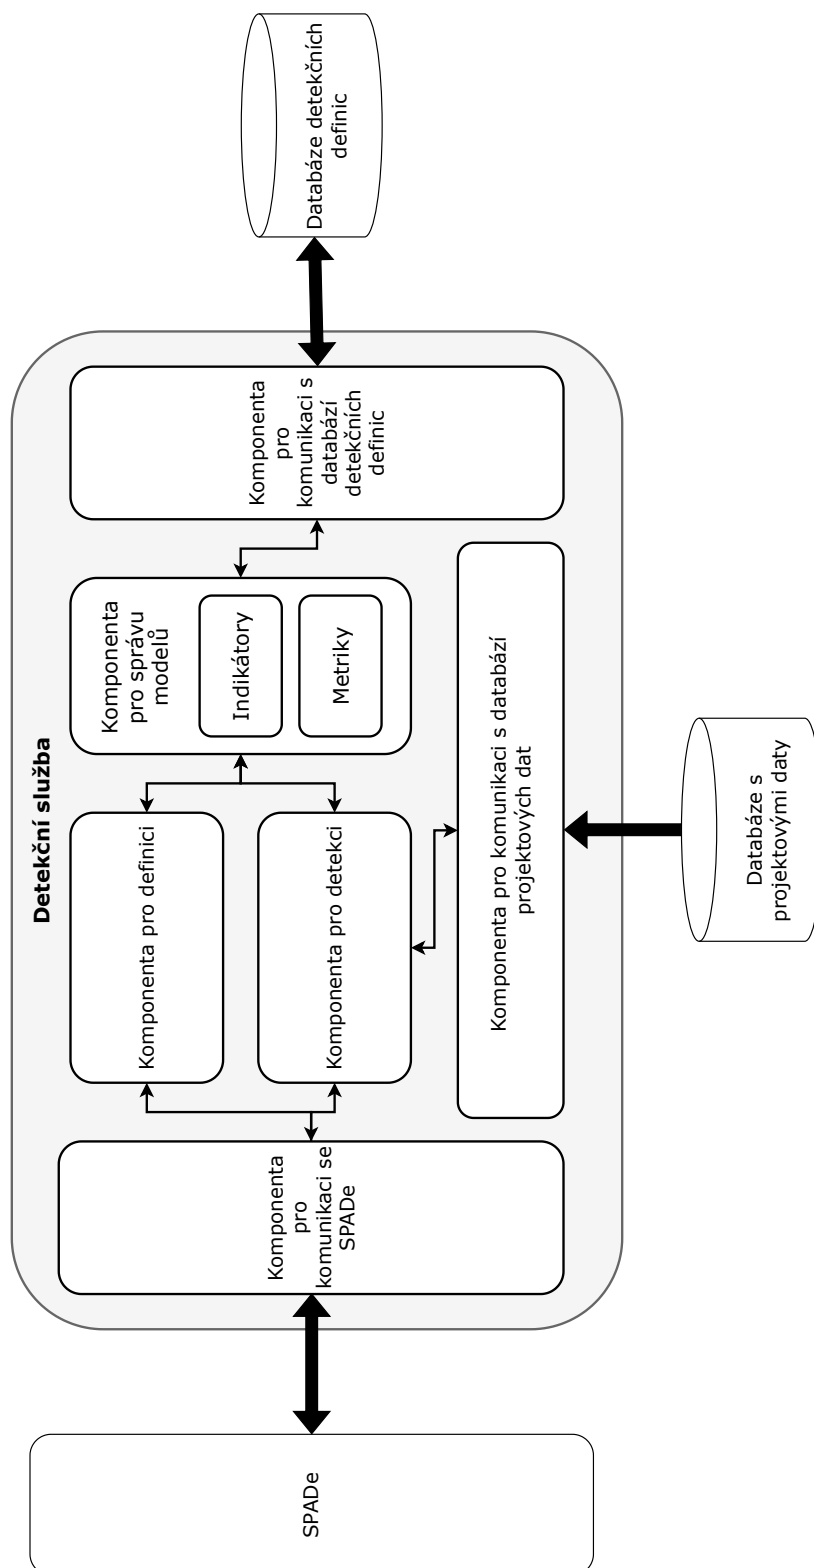 Detekční služba
SPADe
Komponenta
pro
komunikaci se
SPADe
Komponenta pro definici
Komponenta pro detekci
Komponenta
pro správu
modelů
Indikátory
Metriky
Komponenta
pro
komunikaci s
databází
detekčních
definic
Databáze detekčních
definic
Komponenta pro komunikaci s databází
projektových dat
Databáze s
projektovými daty